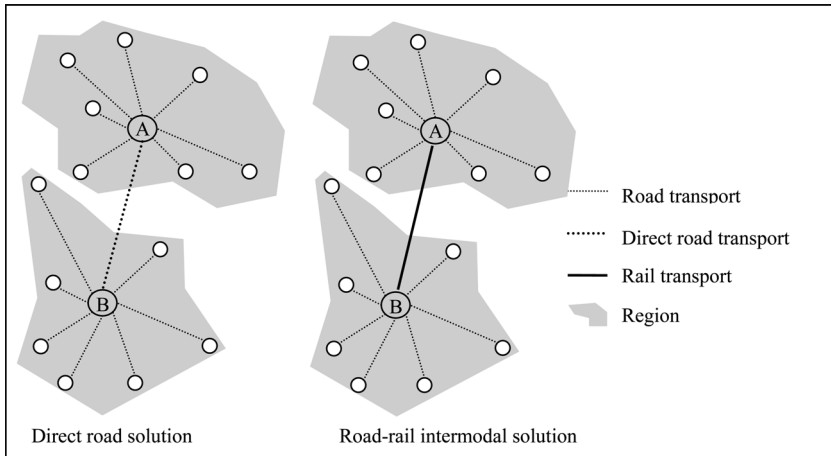 A
B
Direct road solution
A
B
Road-rail intermodal solution
Road transport
Direct road transport
Rail transport
Region